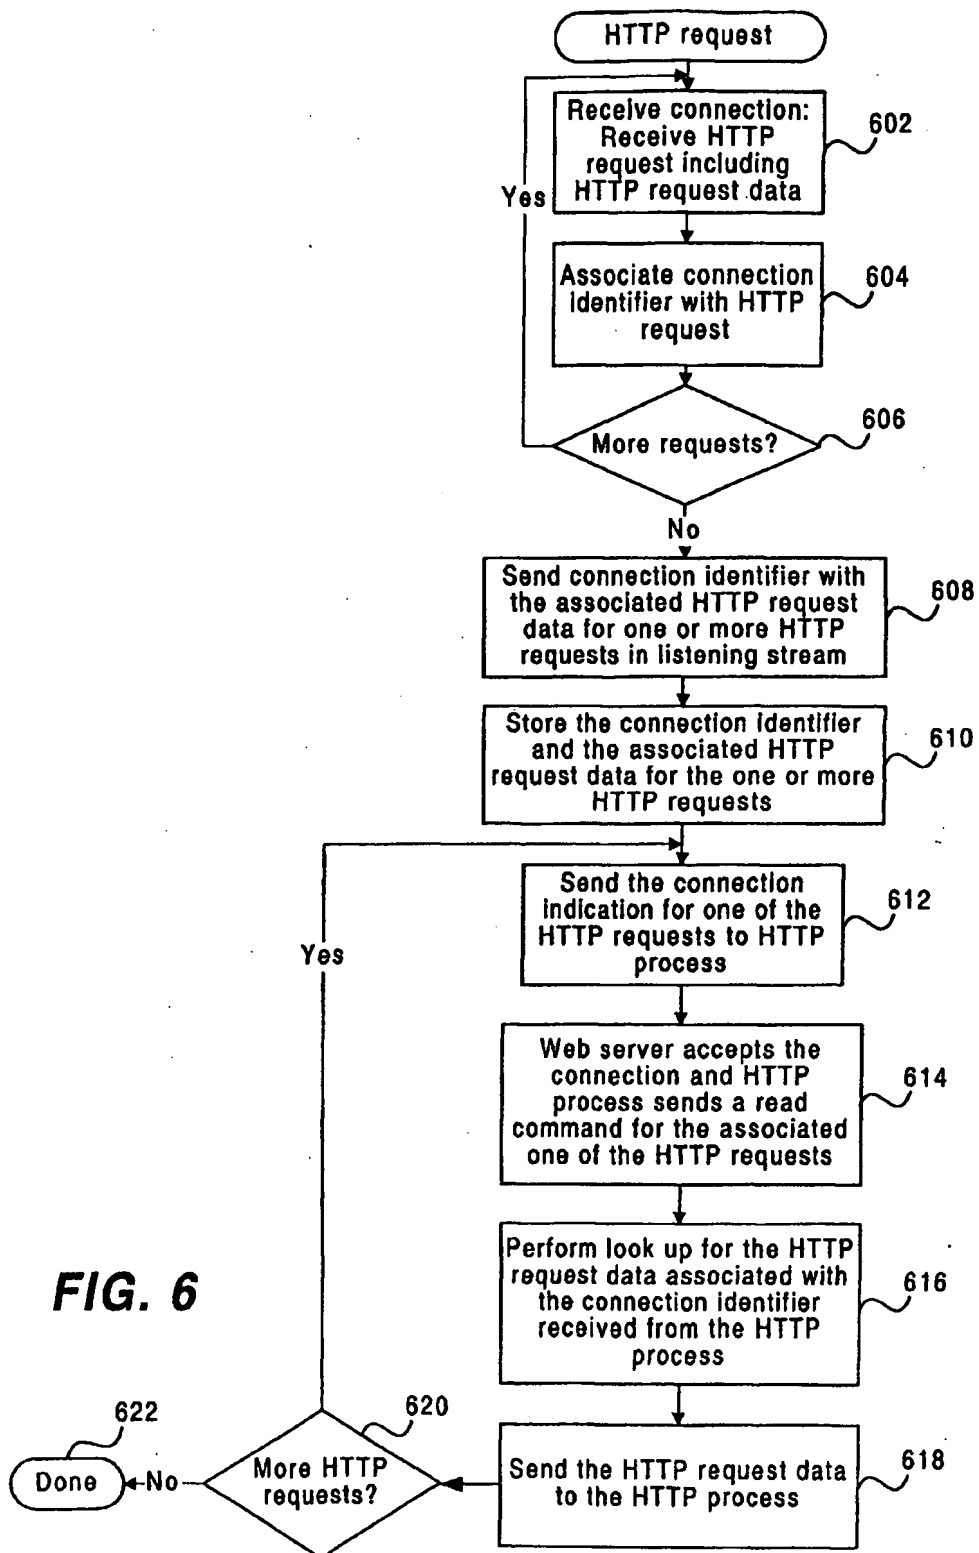 HTTP request
Receive connection:
Receive HTTP
request including
HTTP request data
602
Yes
Associate connection
identifier with HTTP
request
604
More requests?
606
No
Send connection identifier with
the associated HTTP request
data for one or more HTTP
requests in listening stream
608
Store the connection identifier
and the associated HTTP
request data for the one or more
HTTP requests
610
Send the connection
indication for one of the
HTTP requests to HTTP
process
612
Yes
Web server accepts the
connection and HTTP
process sends a read
command for the associated
one of the HTTP requests
614
Perform look up for the HTTP
request data associated with
the connection identifier
received from the HTTP
process
616
FIG. 6
Send the HTTP request data
to the HTTP process
618
More HTTP
requests?
620
No
Done
622